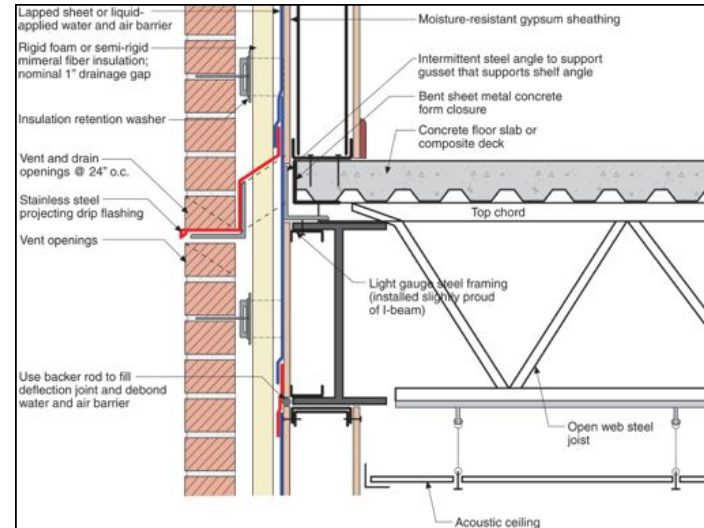 Lapped sheet or liquid-
applied water and air barrier
Rigid foam or semi-rigid
mimeral fiber insulation;
nominal 1” drainage gap
Insulation retention washer
Vent and drain
openings @ 24” o.c.
Stainless steel
projecting drip flashing
Vent openings
Use backer rod to fill
deflection joint and debond
water and air barrier
Moisture-resistant gypsum sheathing
Intermittent steel angle to support
gusset that supports shelf angle
Bent sheet metal concrete
form closure
Concrete floor slab or
composite deck
Top chord
Light gauge steel framing
(installed slightly proud
of I-beam)
Open web steel
joist
Acoustic ceiling